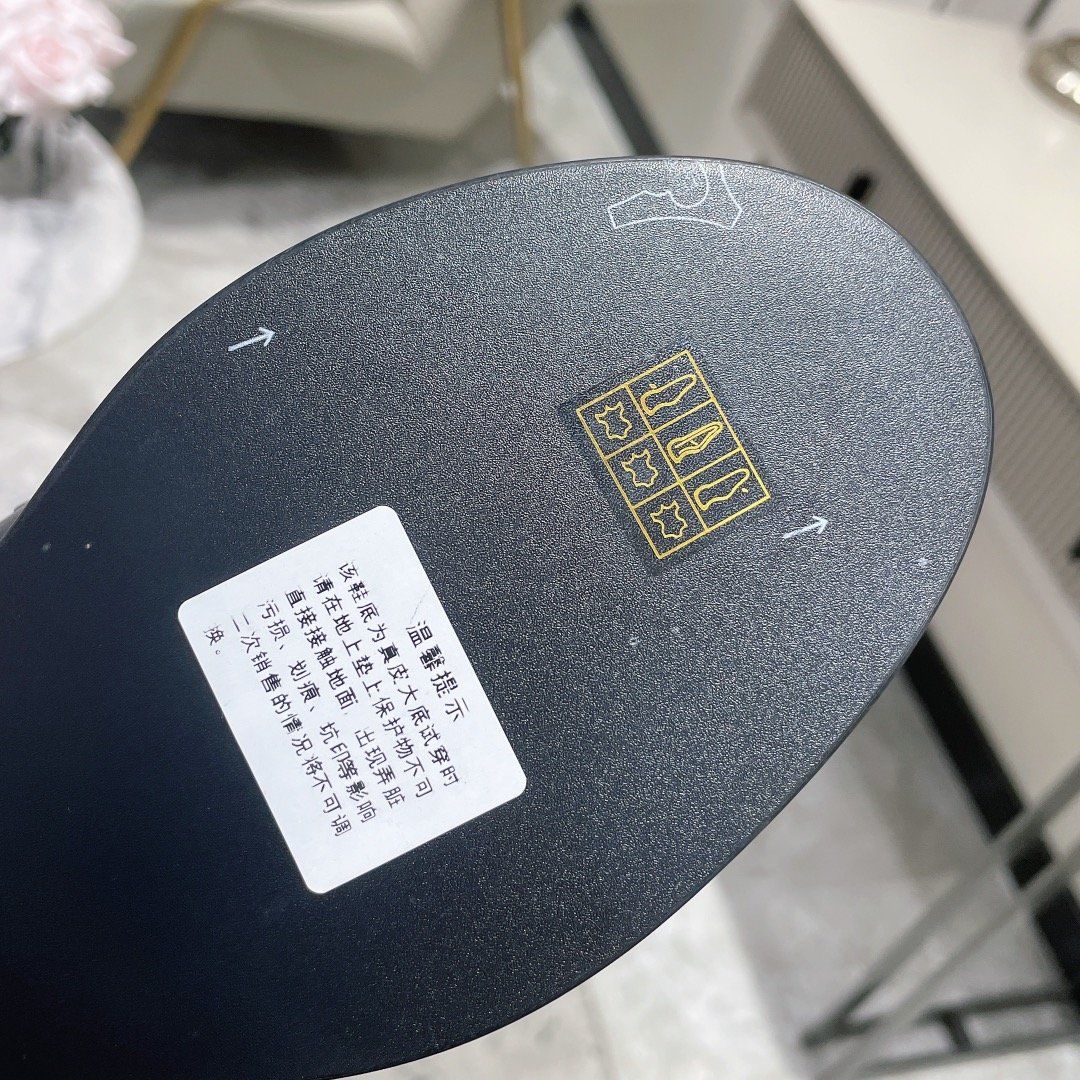 温馨提示
该鞋底为真皮大底试穿时
请在地上垫上保护物不可
直接接触地面，出现弄脏
污损、划痕、坑印等影响
二次销售的情况将不可调
换。